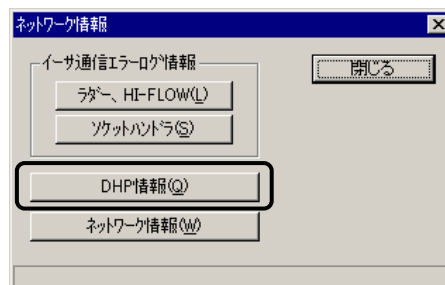 ネットワーク情報
イーサ通信エラーログ情報
閉じる
ラダー、HI-FLOW(L)
ソケットハンドラ(S)
DHP情報(Q)
ネットワーク情報(W)